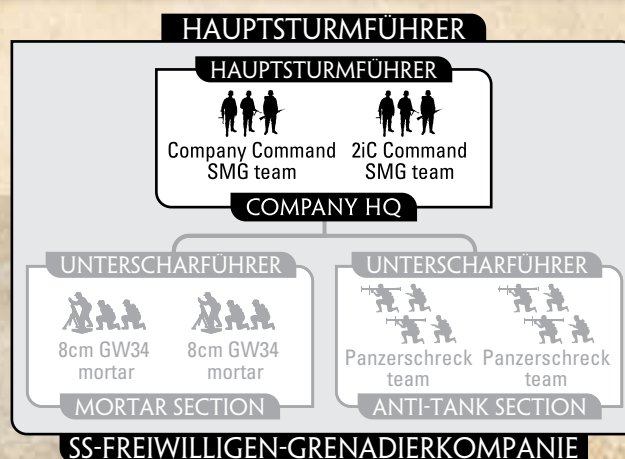 HAUPTSTURMFÜHRER
HAUPTSTURMFÜHRER
Company Command
SMG team
2iC Command
SMG team
COMPANY HQ
UNTERSCHARFÜHRER
8cm GW34
mortar
8cm GW34
mortar
MORTAR SECTION
UNTERSCHARFÜHRER
Panzerschreck
team
Panzerschreck
team
ANTI-TANK SECTION
SS-FREIWILLIGEN-GRENADIERKOMPANIE